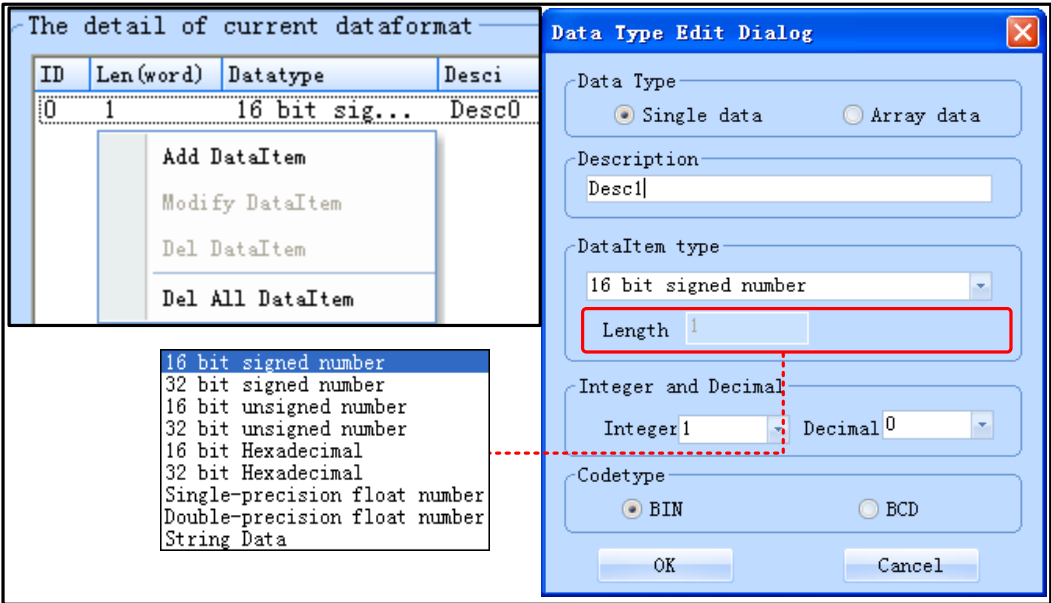 The detail of current dataformat
ID Len(word) Datatype Desci
0 1 16 bit sig... Desc0
Add DataItem
Modify DataItem
Del DataItem
Del All DataItem
16 bit signed number
32 bit signed number
16 bit unsigned number
32 bit unsigned number
16 bit Hexadecimal
32 bit Hexadecimal
Single-precision float number
Double-precision float number
String Data
Data Type Edit Dialog
Data Type
Single data Array data
Description
Desc1
DataItem type
16 bit signed number
Length 1
Integer and Decimal
Integer 1 Decimal 0
Codetype
BIN BCD
OK Cancel